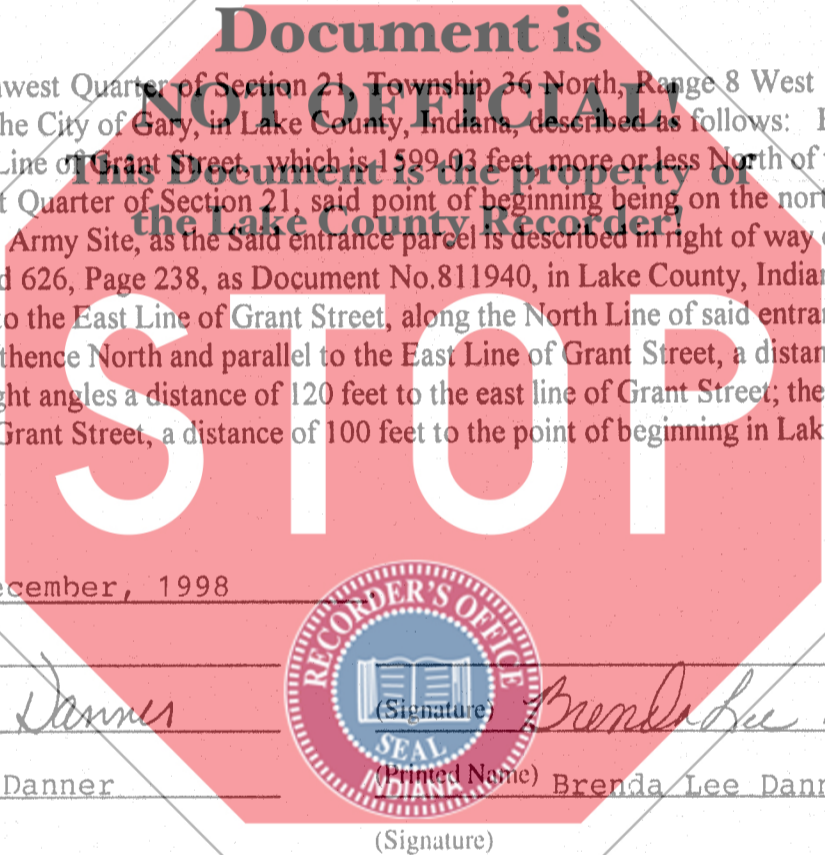 Document is
hwest Quarter of Section 21, Township 36 North, Range 8 West
NOT OFFICIAL!
he City of Gary, in Lake County, Indiana, described as follows:
Line of Grant Street, which is 1599.03 feet, more or less North of
This Document is the property of
t Quarter of Section 21, said point of beginning being on the nort
the Lake County Recorder!
Army Site, as the Said entrance parcel is described in right of way
d 626, Page 238, as Document No.811940, in Lake County, Indian
o the East Line of Grant Street, along the North Line of said entran
thence North and parallel to the East Line of Grant Street, a distan
ght angles a distance of 120 feet to the east line of Grant Street; the
Grant Street, a distance of 100 feet to the point of beginning in Lak
STOP
ecember, 1998
RECORDER'S OFFICE
Danner (Signature) Brenda Lee
SEAL
INDIANA
Danner (Printed Name) Brenda Lee Dann
(Signature)